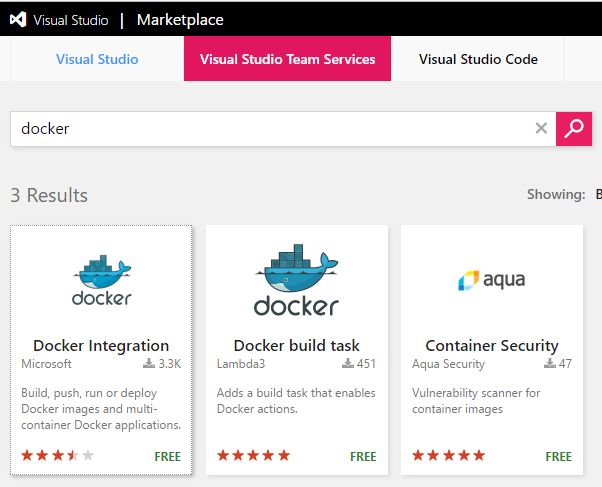 Visual Studio | Marketplace
Visual Studio
Visual Studio Team Services
Visual Studio Code
docker
3 Results
Showing:
docker
Docker Integration
Microsoft 3.3K
Build, push, run or deploy
Docker images and multi-
container Docker applications.
FREE
docker
Docker build task
Lambda3 451
Adds a build task that enables
Docker actions.
FREE
aqua
Container Security
Aqua Security 47
Vulnerability scanner for
container images
FREE